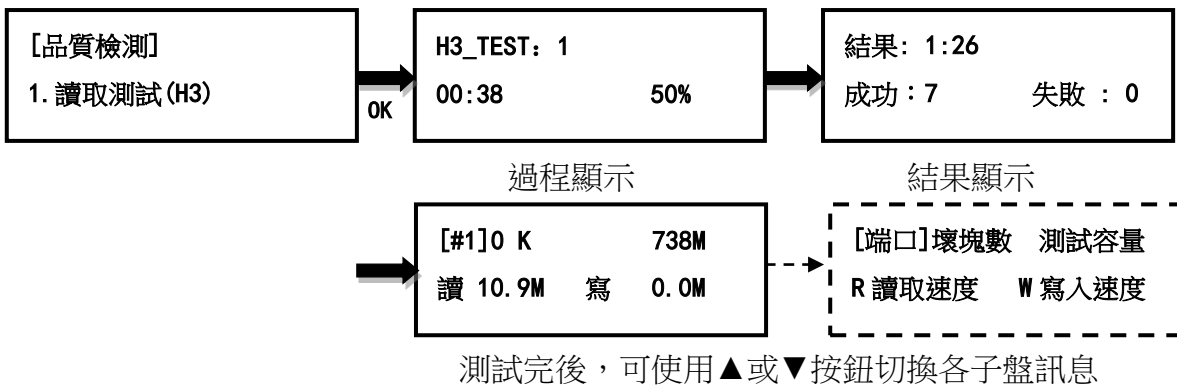 [品質檢測]
1.讀取測試(H3)
OK
H3_TEST：1
00:38 50%
結果: 1:26
成功：7 失敗 : 0
過程顯示
結果顯示
[#1]0 K 738M
讀 10.9M 寫 0.0M
[端口]壞塊數 測試容量
R 讀取速度 W 寫入速度
測試完後，可使用▲或▼按鈕切換各子盤訊息